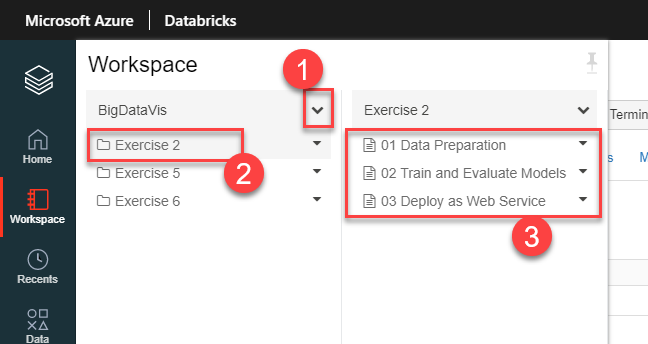 Microsoft Azure | Databricks
Workspace
1
BigDataVis
Exercise 2
Termin
Exercise 2
2
01 Data Preparation
Exercise 5
02 Train and Evaluate Models
s
M
Exercise 6
03 Deploy as Web Service
3
Home
Workspace
Recents
Data